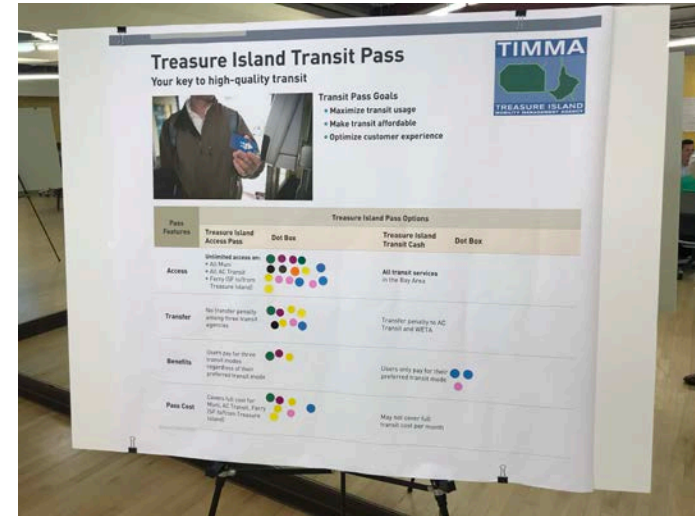 Treasure Island Transit Pass
Your key to high-quality transit
TIMMA
TREASURE ISLAND
MOBILITY MANAGEMENT AGENCY
Transit Pass Goals
• Maximize transit usage
• Make transit affordable
• Optimize customer experience
Treasure Island Pass Options
Pass
Features
Treasure Island
Access Pass
Dot Box
Treasure Island
Transit Cash
Dot Box
Access
Unlimited access on:
• All Muni
• All AC Transit
• Ferry (SF to/from
Treasure Island)
All transit services
in the Bay Area
Transfer
No transfer penalty
among three transit
agencies
Transfer penalty to AC
Transit and WETA
Benefits
Users pay for three
transit modes
regardless of their
preferred transit mode
Users only pay for their
preferred transit mode
Pass Cost
Covers full cost for
Muni, AC Transit, Ferry
(SF to/from Treasure
Island)
May not cover full
transit cost per month